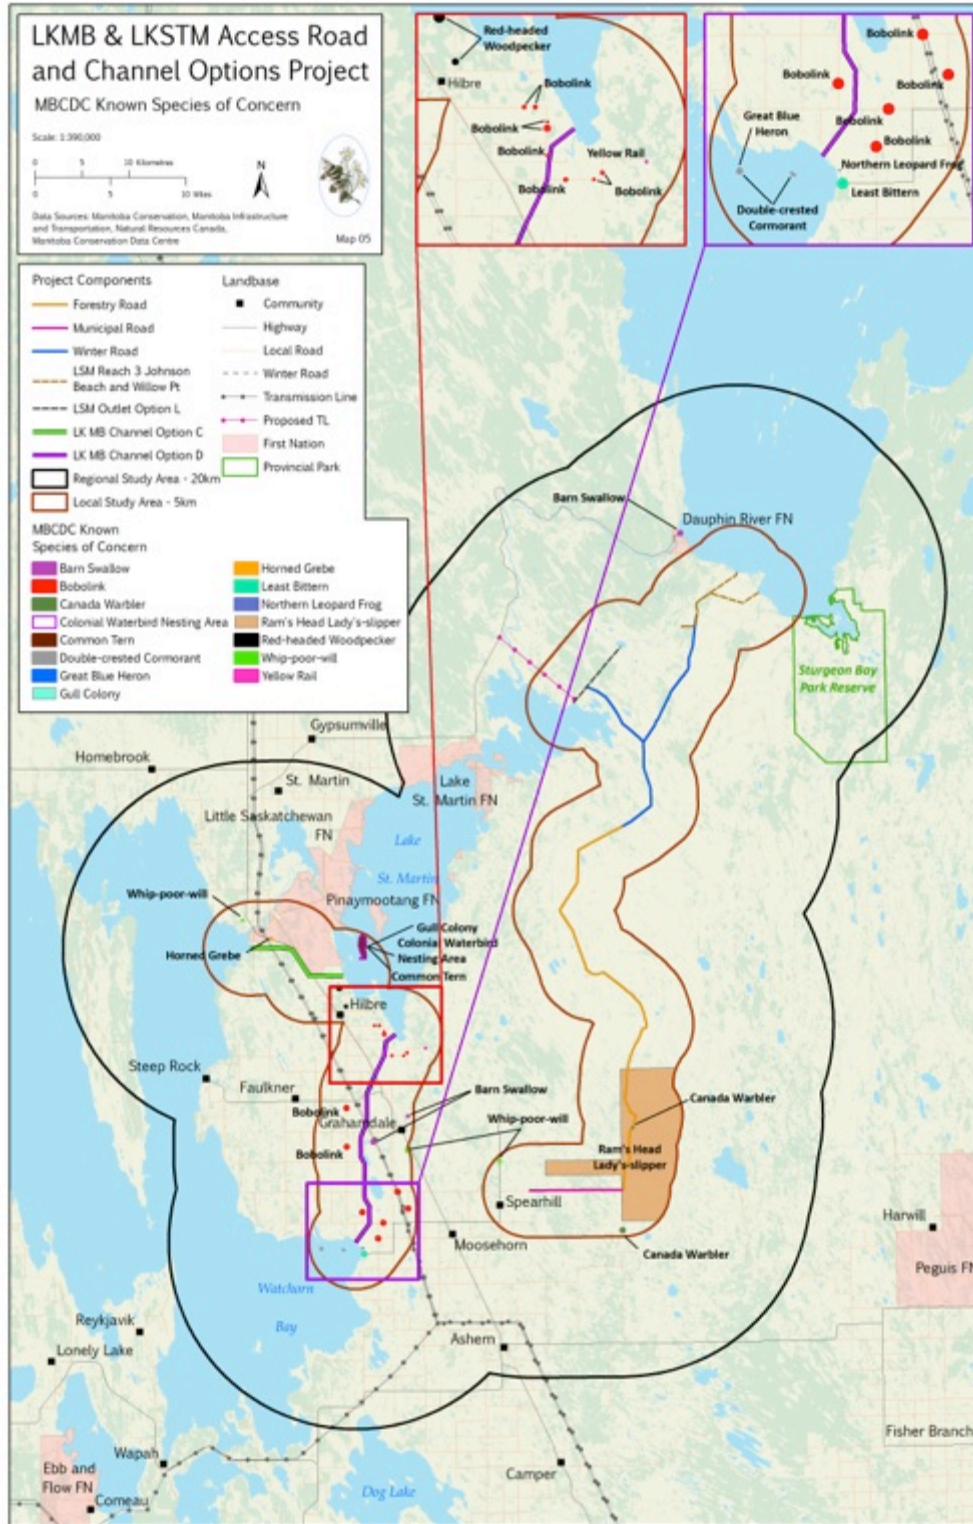 LKMB & LKSTM Access Road
and Channel Options Project
MBCDC Known Species of Concern
Scale: 1:390,000
0 5 10 Kilometres
0 5 10 Miles
N
Data Sources: Manitoba Conservation, Manitoba Infrastructure
and Transportation, Natural Resources Canada,
Manitoba Conservation Data Centre
Map 05
Project Components
Forestry Road
Municipal Road
Winter Road
LSM Reach 3 Johnson
Beach and Willow Pt
LSM Outlet Option L
LK MB Channel Option C
LK MB Channel Option D
Regional Study Area - 20km
Local Study Area - 5km
Landbase
Community
Highway
Local Road
Winter Road
Transmission Line
Proposed TL
First Nation
Provincial Park
MBCDC Known
Species of Concern
Barn Swallow
Bobolink
Canada Warbler
Colonial Waterbird Nesting Area
Common Tern
Double-crested Cormorant
Great Blue Heron
Gull Colony
Horned Grebe
Least Bittern
Northern Leopard Frog
Ram's Head Lady's-slipper
Red-headed Woodpecker
Whip-poor-will
Yellow Rail
Red-headed
Woodpecker
Hilbre
Bobolink
Bobolink
Bobolink
Yellow Rail
Bobolink
Bobolink
Bobolink
Bobolink
Bobolink
Great Blue
Heron
Bobolink
Bobolink
Northern Leopard Frog
Least Bittern
Double-crested
Cormorant
Barn Swallow
Dauphin River FN
Sturgeon Bay
Park Reserve
Gypsumville
Homebrook
St. Martin
Lake
St. Martin FN
Little Saskatchewan
FN
Lake
St. Martin
Whip-poor-will
Pinaymootang FN
Gull Colony
Colonial Waterbird
Nesting Area
Horned Grebe
Common Tern
Hilbre
Steep Rock
Faulkner
Barn Swallow
Bobolink
Grahamdale
Whip-poor-will
Canada Warbler
Bobolink
Ram's Head
Lady's-slipper
Spearhill
Harwill
Moosehorn
Canada Warbler
Peguis FN
Watchorn
Bay
Reykjavik
Ashern
Lonely Lake
Fisher Branch
Wapah
Camper
Ebb and
Flow FN
Dog Lake
Comeau